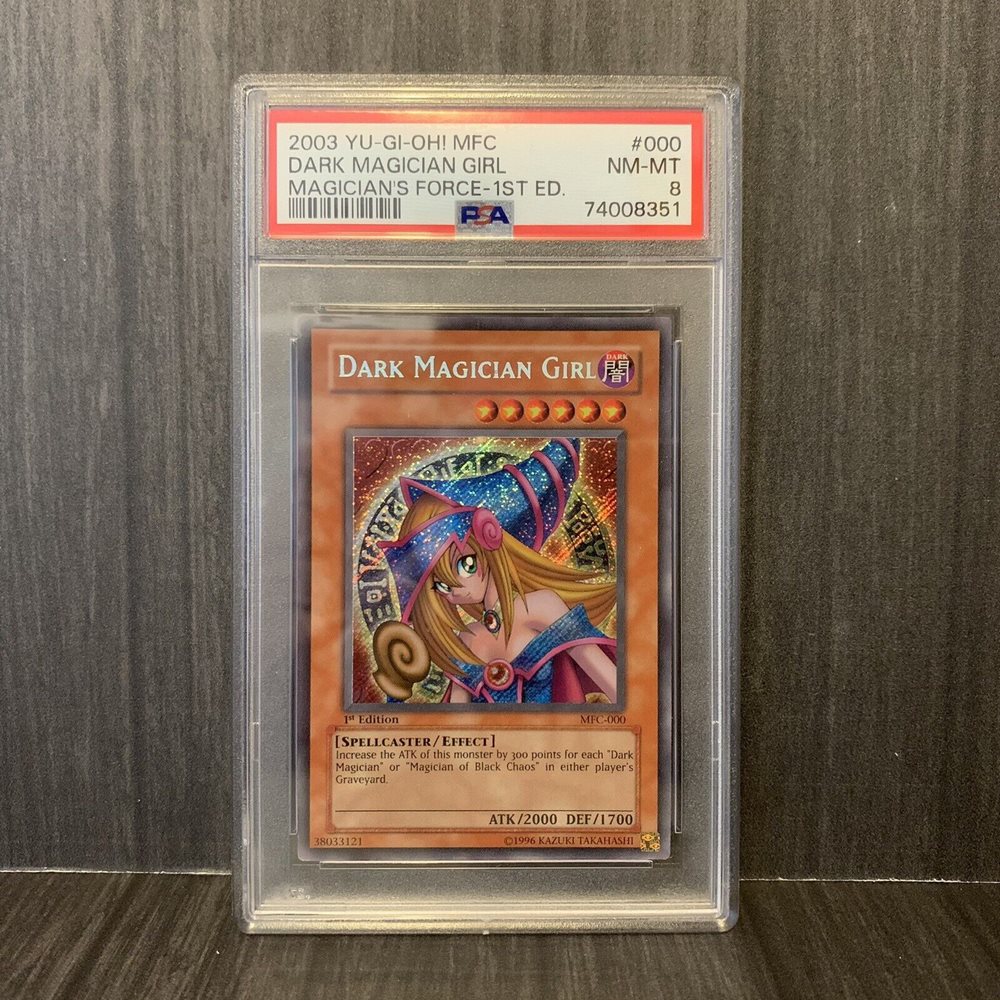 2003 YU-GI-OH! MFC #000
DARK MAGICIAN GIRL NM-MT
MAGICIAN'S FORCE-1ST ED. 8
PSA 74008351
DARK MAGICIAN GIRL
DARK
闇
1st Edition MFC-000
[SPELLCASTER/EFFECT]
Increase the ATK of this monster by 300 points for each "Dark
Magician" or "Magician of Black Chaos" in either player's
Graveyard.
ATK/2000 DEF/1700
38033121 ©1996 KAZUKI TAKAHASHI